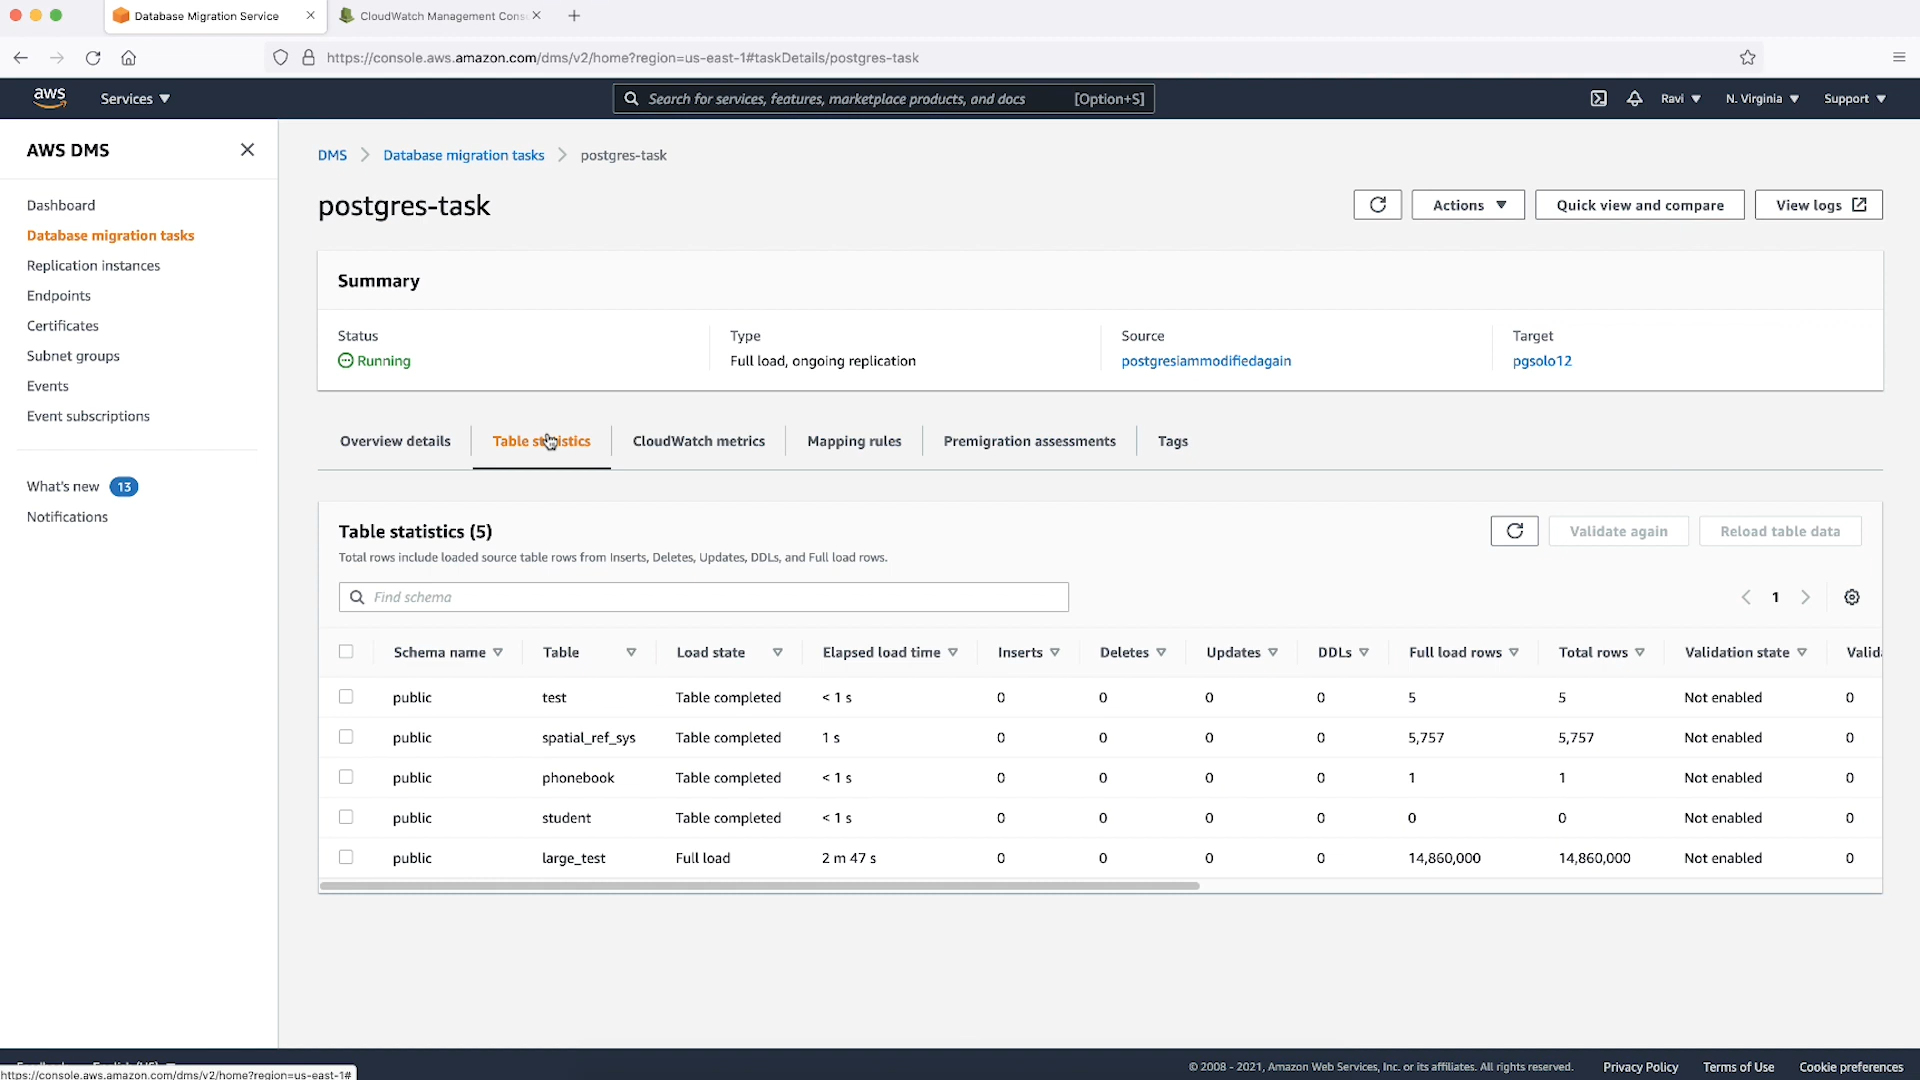 Database Migration Service
CloudWatch Management Cons
https://console.aws.amazon.com/dms/v2/home?region=us-east-1#taskDetails/postgres-task
aws
Services
Search for services, features, marketplace products, and docs [Option+S]
Ravi
N. Virginia
Support
AWS DMS
Dashboard
Database migration tasks
Replication instances
Endpoints
Certificates
Subnet groups
Events
Event subscriptions
What's new 13
Notifications
DMS > Database migration tasks > postgres-task
postgres-task
Actions
Quick view and compare
View logs
Summary
Status Type Source Target
Running Full load, ongoing replication postgresiammodifiedagain pgsolo12
Overview details Table statistics CloudWatch metrics Mapping rules Premigration assessments Tags
Table statistics (5)
Validate again
Reload table data
Total rows include loaded source table rows from Inserts, Deletes, Updates, DDLs, and Full load rows.
Find schema
1
Schema name Table Load state Elapsed load time Inserts Deletes Updates DDLs Full load rows Total rows Validation state Valida
public test Table completed < 1 s 0 0 0 0 5 5 Not enabled 0
public spatial_ref_sys Table completed 1 s 0 0 0 0 5,757 5,757 Not enabled 0
public phonebook Table completed < 1 s 0 0 0 0 1 1 Not enabled 0
public student Table completed < 1 s 0 0 0 0 0 0 Not enabled 0
public large_test Full load 2 m 47 s 0 0 0 0 14,860,000 14,860,000 Not enabled 0
© 2008 - 2021, Amazon Web Services, Inc. or its affiliates. All rights reserved. Privacy Policy Terms of Use Cookie preferences
https://console.aws.amazon.com/dms/v2/home?region=us-east-1#